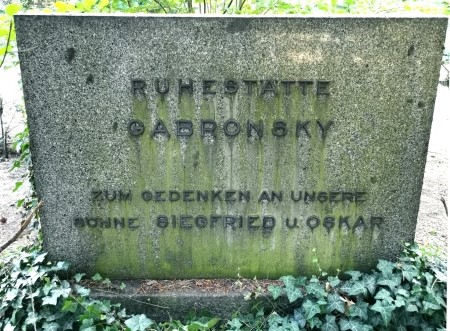 RUHESTÄTTE
GABRONSKY
ZUM GEDENKEN AN UNSERE
SÖHNE SIEGFRIED U. OSKAR